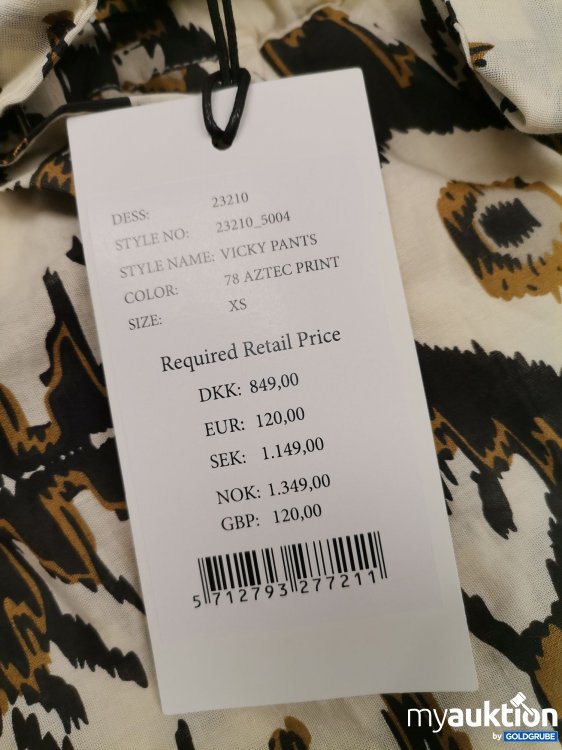 DESS: 23210
STYLE NO: 23210_5004
STYLE NAME: VICKY PANTS
COLOR: 78 AZTEC PRINT
SIZE: XS
Required Retail Price
DKK: 849,00
EUR: 120,00
SEK: 1.149,00
NOK: 1.349,00
GBP: 120,00
5 712793 277211
myauktion
by GOLDGRUBE